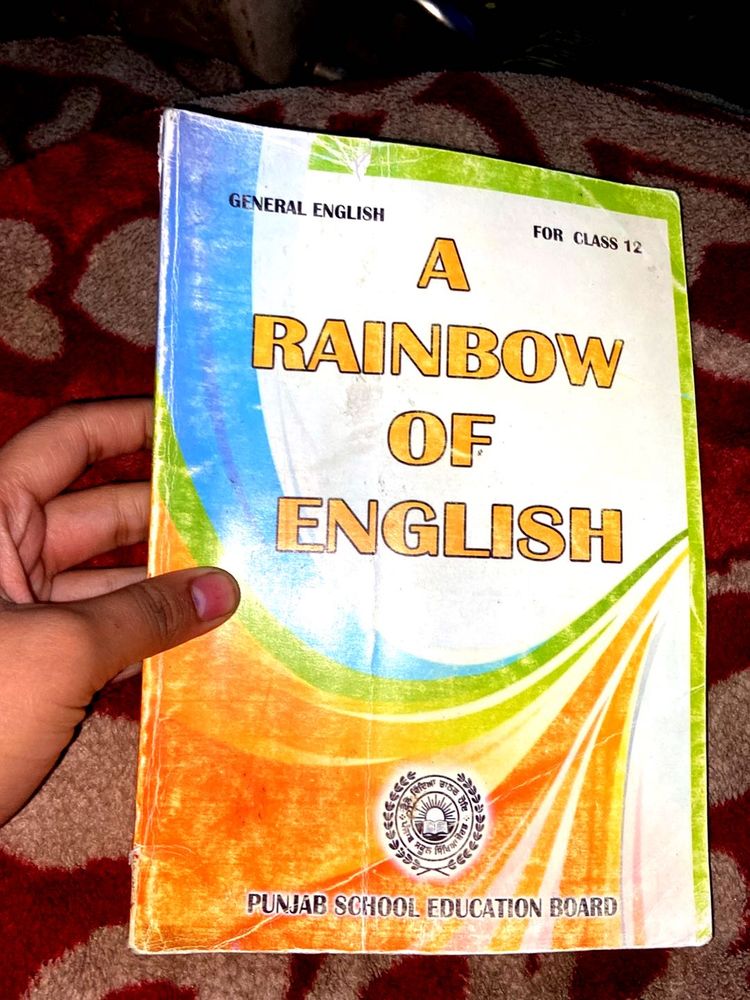 GENERAL ENGLISH
FOR CLASS 12
A
RAINBOW
OF
ENGLISH
PUNJAB SCHOOL EDUCATION BOARD